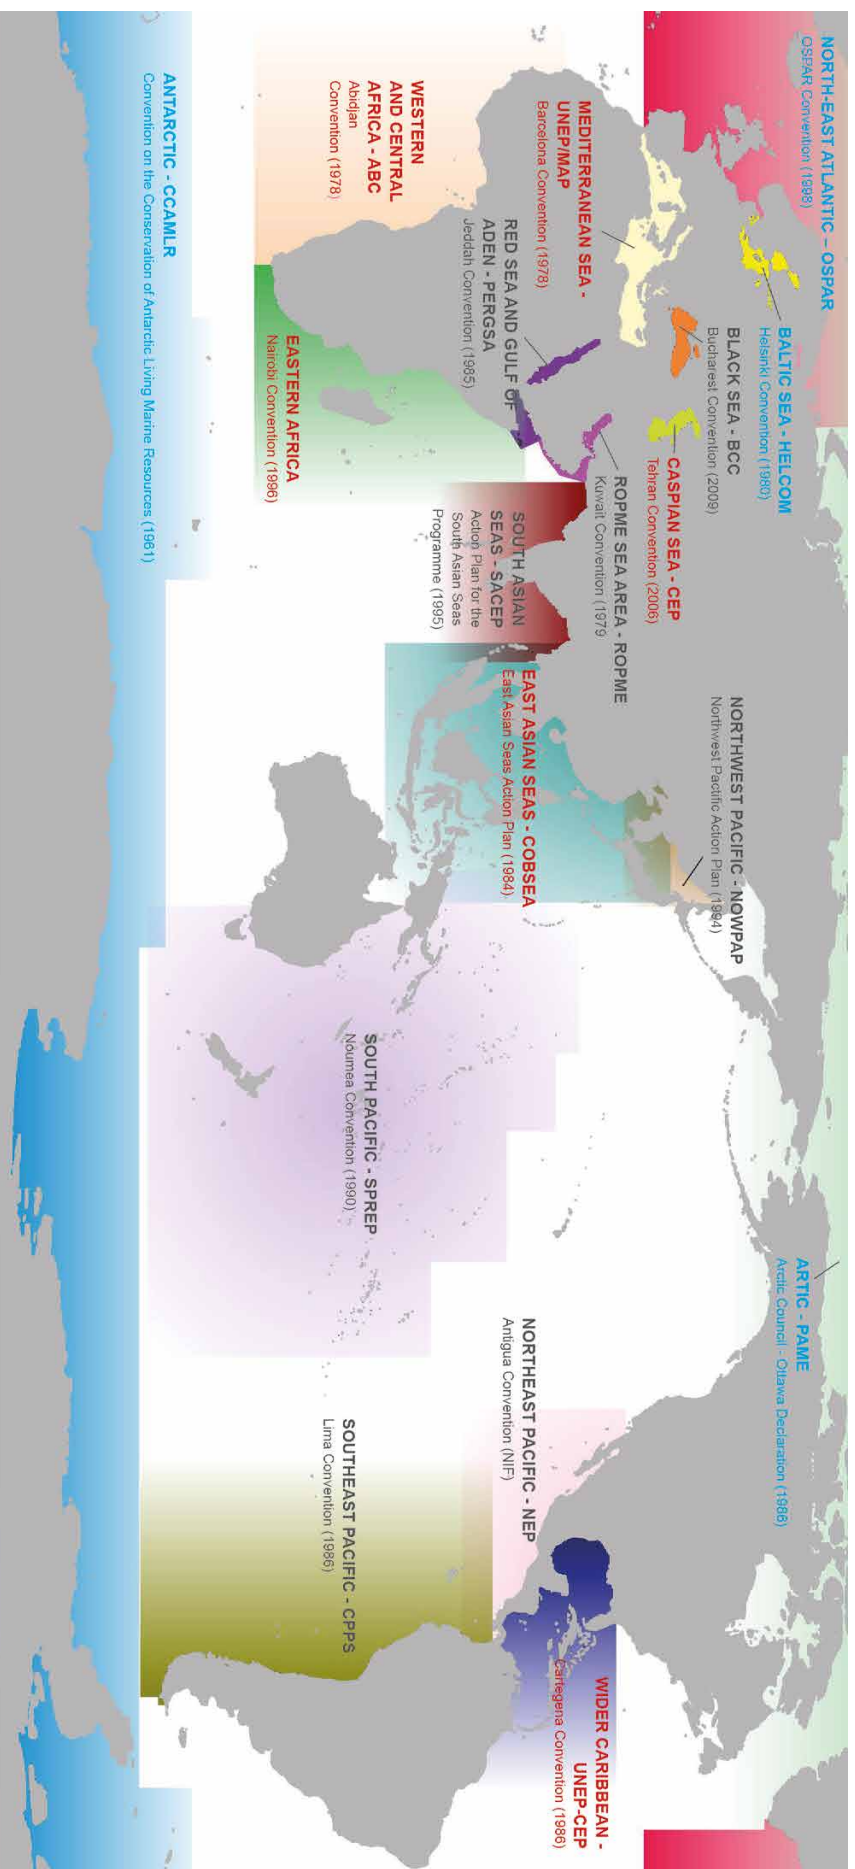 NORTH-EAST ATLANTIC – OSPAR
OSPAR Convention (1998)
BALTIC SEA - HELCOM
Helsinki Convention (1980)
BLACK SEA - BCC
Bucharest Convention (2009)
CASPIAN SEA - CEP
Tehran Convention (2006)
MEDITERRANEAN SEA -
UNEP/MAP
Barcelona Convention (1978)
RED SEA AND GULF OF
ADEN - PERGSA
Jeddah Convention (1985)
ROPME SEA AREA - ROPME
Kuwait Convention (1979
WESTERN
AND CENTRAL
AFRICA - ABC
Abidjan
Convention (1978)
EASTERN AFRICA
Nairobi Convention (1996)
SOUTH ASIAN
SEAS - SACEP
Action Plan for the
South Asian Seas
Programme (1995)
EAST ASIAN SEAS - COBSEA
East Asian Seas Action Plan (1984)
NORTHWEST PACIFIC - NOWPAP
Northwest Pactific Action Plan (1994)
ARTIC - PAME
Arctic Council - Ottawa Declaration (1986)
SOUTH PACIFIC - SPREP
Noumea Convention (1990)
NORTHEAST PACIFIC - NEP
Antigua Convention (NIF)
SOUTHEAST PACIFIC - CPPS
Lima Convention (1986)
WIDER CARIBBEAN -
UNEP-CEP
Cartegena Convention (1986)
ANTARCTIC - CCAMLR
Convention on the Conservation of Antarctic Living Marine Resources (1961)